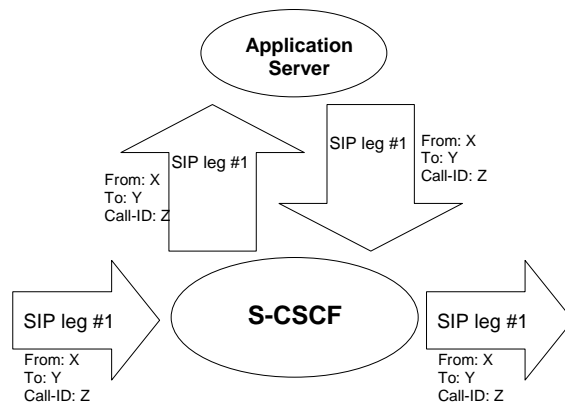 Application
Server
SIP leg #1
From: X
To: Y
Call-ID: Z
SIP leg #1
From: X
To: Y
Call-ID: Z
S-CSCF
SIP leg #1
From: X
To: Y
Call-ID: Z
SIP leg #1
From: X
To: Y
Call-ID: Z